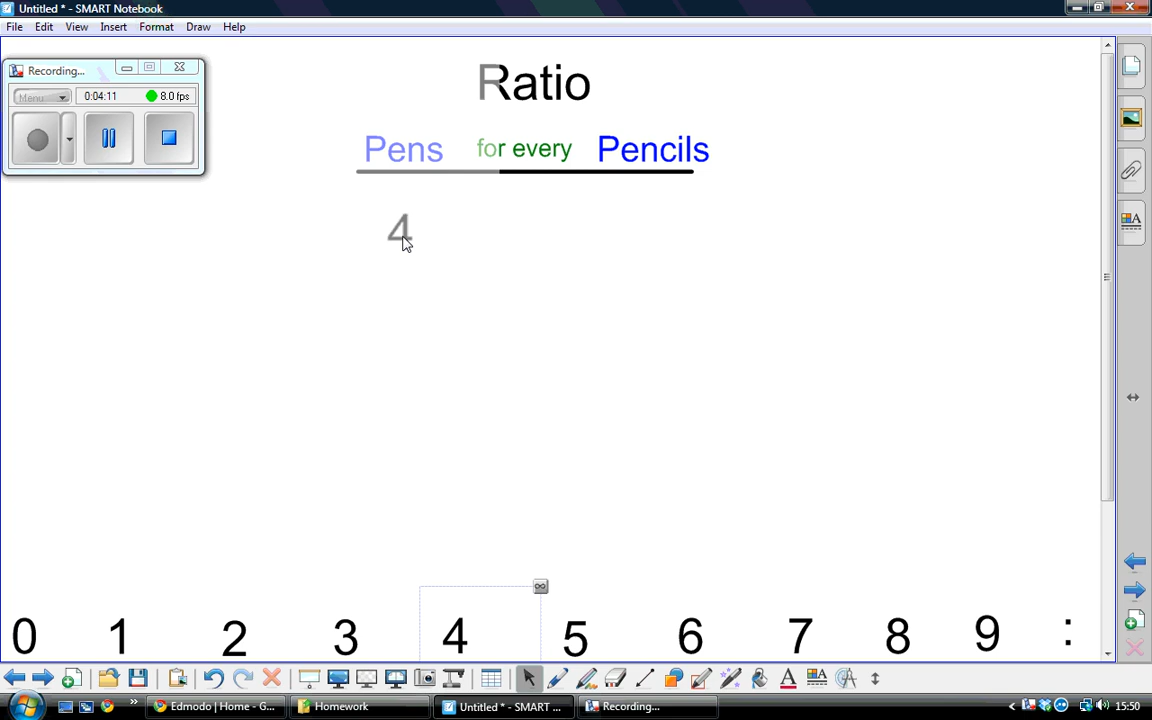 Untitled * - SMART Notebook
File Edit View Insert Format Draw Help
Recording...
Menu 0:04:11 8.0 fps
Ratio
Pens for every Pencils
4
0 1 2 3 4 5 6 7 8 9 :
Edmodo | Home - G... Homework Untitled * - SMART ... Recording... 15:50